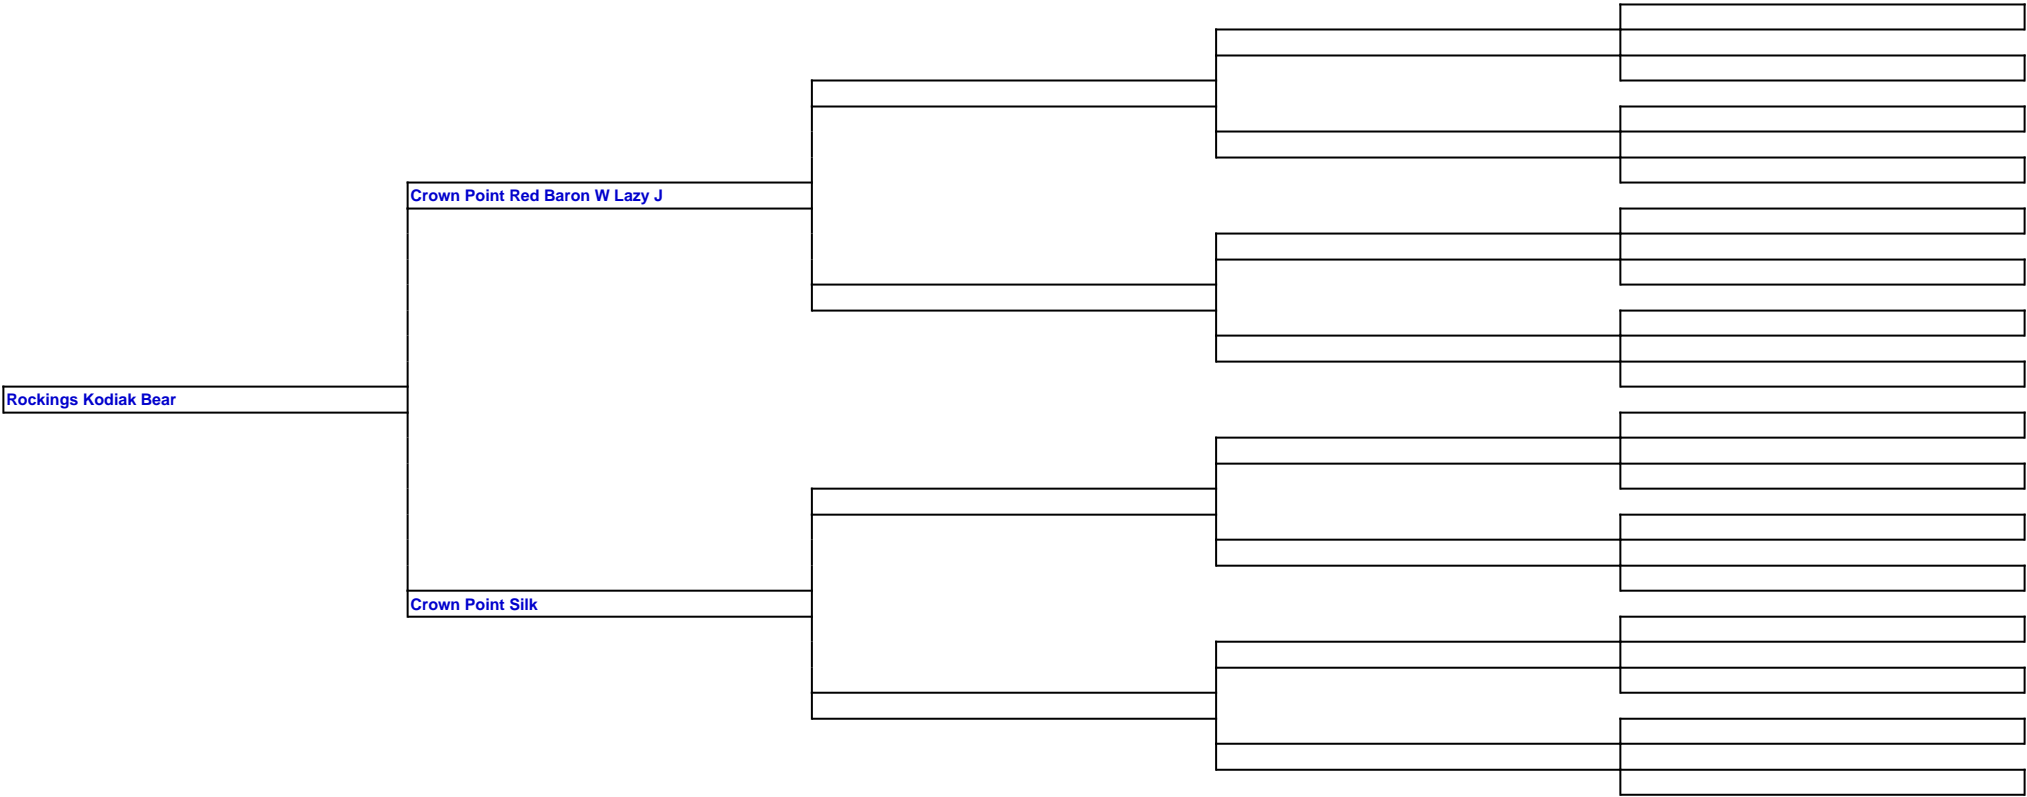 Crown Point Red Baron W Lazy J
Rockings Kodiak Bear
Crown Point Silk